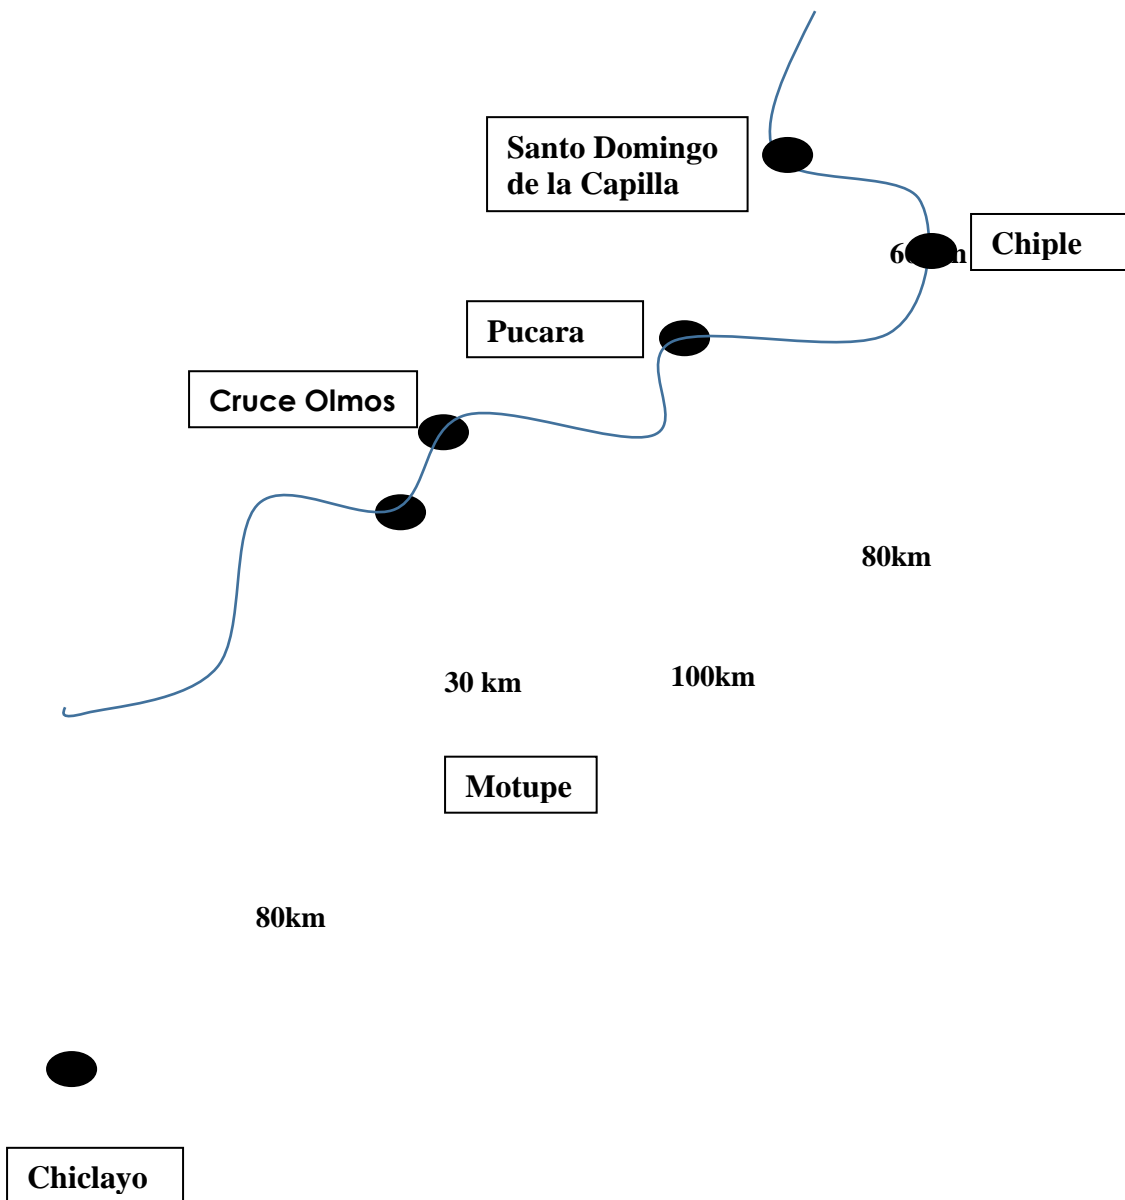 Santo Domingo
de la Capilla
Chiple
Pucara
Cruce Olmos
80km
30 km
100km
Motupe
80km
Chiclayo